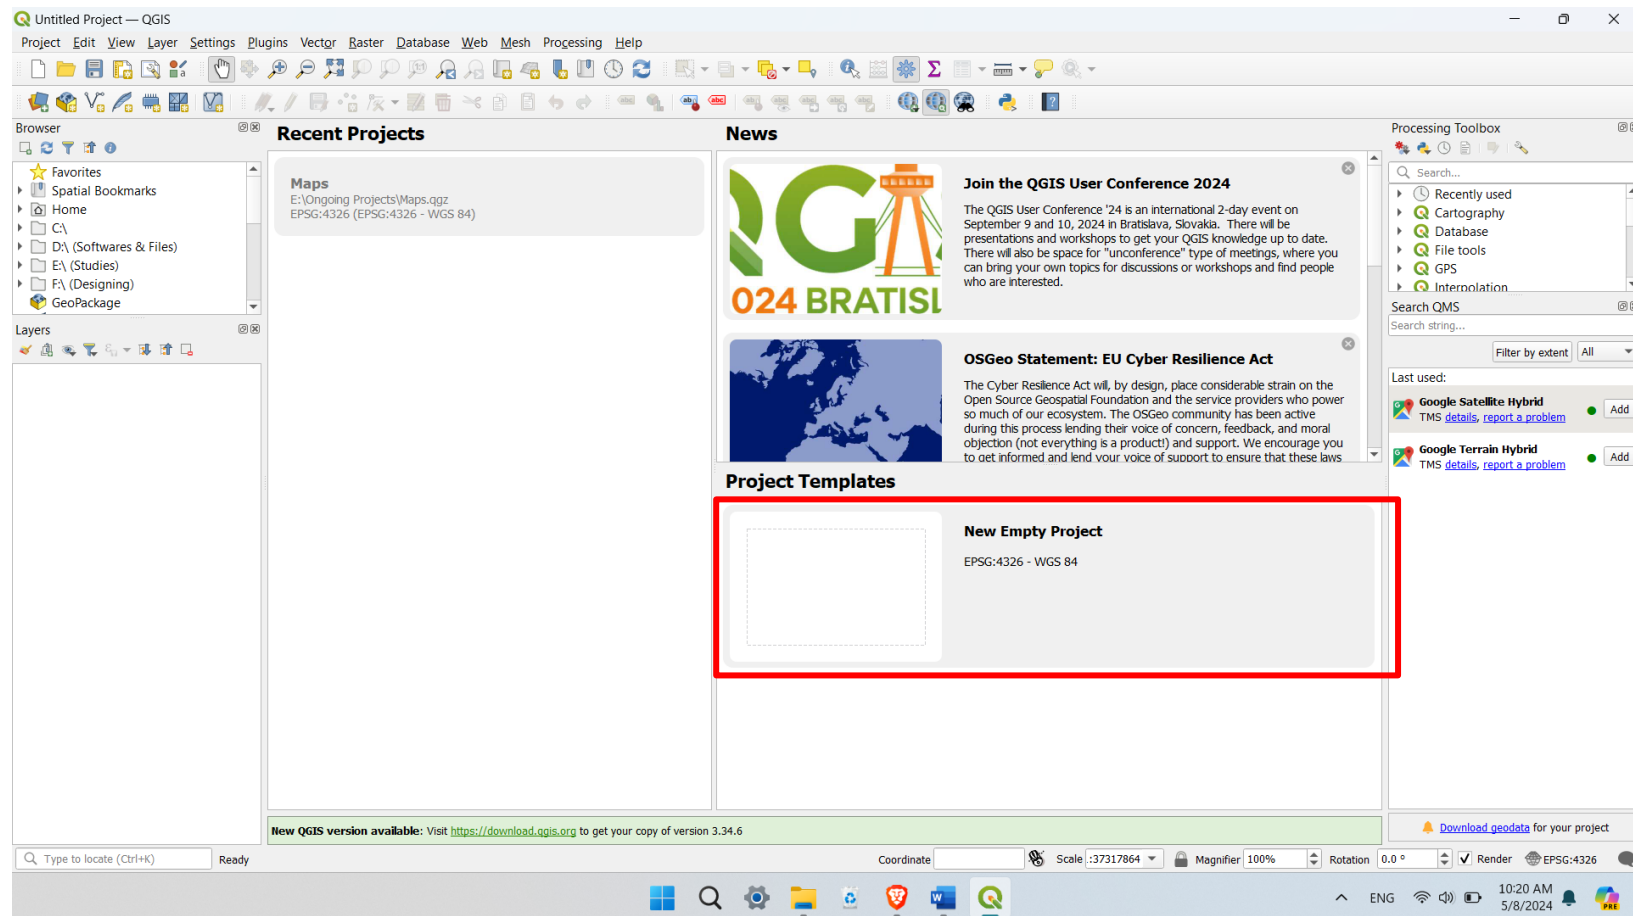 Untitled Project — QGIS
Project Edit View Layer Settings Plugins Vector Raster Database Web Mesh Processing Help
Browser
Favorites
Spatial Bookmarks
Home
C:\
D:\ (Softwares & Files)
E:\ (Studies)
F:\ (Designing)
GeoPackage
Layers
Recent Projects
Maps
E:\Ongoing Projects\Maps.qgz
EPSG:4326 (EPSG:4326 - WGS 84)
News
Join the QGIS User Conference 2024
The QGIS User Conference '24 is an international 2-day event on
September 9 and 10, 2024 in Bratislava, Slovakia. There will be
presentations and workshops to get your QGIS knowledge up to date.
There will also be space for "unconference" type of meetings, where you
can bring your own topics for discussions or workshops and find people
who are interested.
024 BRATISL
OSGeo Statement: EU Cyber Resilience Act
The Cyber Resilience Act will, by design, place considerable strain on the
Open Source Geospatial Foundation and the service providers who power
so much of our ecosystem. The OSGeo community has been active
during this process lending their voice of concern, feedback, and moral
objection (not everything is a product!) and support. We encourage you
to get informed and lend your voice of support to ensure that these laws
Project Templates
New Empty Project
EPSG:4326 - WGS 84
Processing Toolbox
Search...
Recently used
Cartography
Database
File tools
GPS
Interpolation
Search QMS
Search string...
Filter by extent All
Last used:
Google Satellite Hybrid
TMS details, report a problem
Add
Google Terrain Hybrid
TMS details, report a problem
Add
Download geodata for your project
New QGIS version available: Visit https://download.qgis.org to get your copy of version 3.34.6
Type to locate (Ctrl+K) Ready Coordinate Scale :37317864 Magnifier 100% Rotation 0.0 ° Render EPSG:4326
ENG
10:20 AM
5/8/2024
PRE